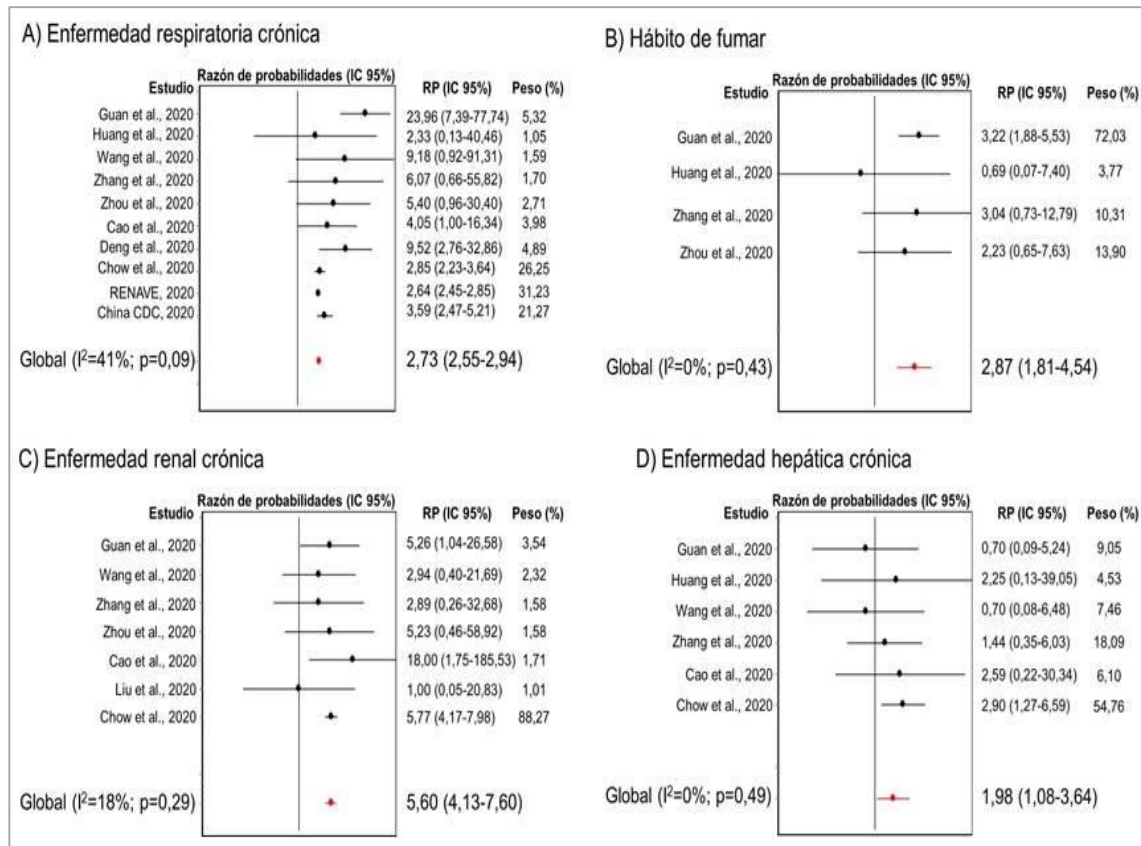 A) Enfermedad respiratoria crónica
Estudio Razón de probabilidades (IC 95%) RP (IC 95%) Peso (%)
Guan et al., 2020 23,96 (7,39-77,74) 5,32
Huang et al., 2020 2,33 (0,13-40,46) 1,05
Wang et al., 2020 9,18 (0,92-91,31) 1,59
Zhang et al., 2020 6,07 (0,66-55,82) 1,70
Zhou et al., 2020 5,40 (0,96-30,40) 2,71
Cao et al., 2020 4,05 (1,00-16,34) 3,98
Deng et al., 2020 9,52 (2,76-32,86) 4,89
Chow et al., 2020 2,85 (2,23-3,64) 26,25
RENAVE, 2020 2,64 (2,45-2,85) 31,23
China CDC, 2020 3,59 (2,47-5,21) 21,27
Global (I²=41%; p=0,09) 2,73 (2,55-2,94)
B) Hábito de fumar
Estudio Razón de probabilidades (IC 95%) RP (IC 95%) Peso (%)
Guan et al., 2020 3,22 (1,88-5,53) 72,03
Huang et al., 2020 0,69 (0,07-7,40) 3,77
Zhang et al., 2020 3,04 (0,73-12,79) 10,31
Zhou et al., 2020 2,23 (0,65-7,63) 13,90
Global (I²=0%; p=0,43) 2,87 (1,81-4,54)
C) Enfermedad renal crónica
Estudio Razón de probabilidades (IC 95%) RP (IC 95%) Peso (%)
Guan et al., 2020 5,26 (1,04-26,58) 3,54
Wang et al., 2020 2,94 (0,40-21,69) 2,32
Zhang et al., 2020 2,89 (0,26-32,68) 1,58
Zhou et al., 2020 5,23 (0,46-58,92) 1,58
Cao et al., 2020 18,00 (1,75-185,53) 1,71
Liu et al., 2020 1,00 (0,05-20,83) 1,01
Chow et al., 2020 5,77 (4,17-7,98) 88,27
Global (I²=18%; p=0,29) 5,60 (4,13-7,60)
D) Enfermedad hepática crónica
Estudio Razón de probabilidades (IC 95%) RP (IC 95%) Peso (%)
Guan et al., 2020 0,70 (0,09-5,24) 9,05
Huang et al., 2020 2,25 (0,13-39,05) 4,53
Wang et al., 2020 0,70 (0,08-6,48) 7,46
Zhang et al., 2020 1,44 (0,35-6,03) 18,09
Cao et al., 2020 2,59 (0,22-30,34) 6,10
Chow et al., 2020 2,90 (1,27-6,59) 54,76
Global (I²=0%; p=0,49) 1,98 (1,08-3,64)